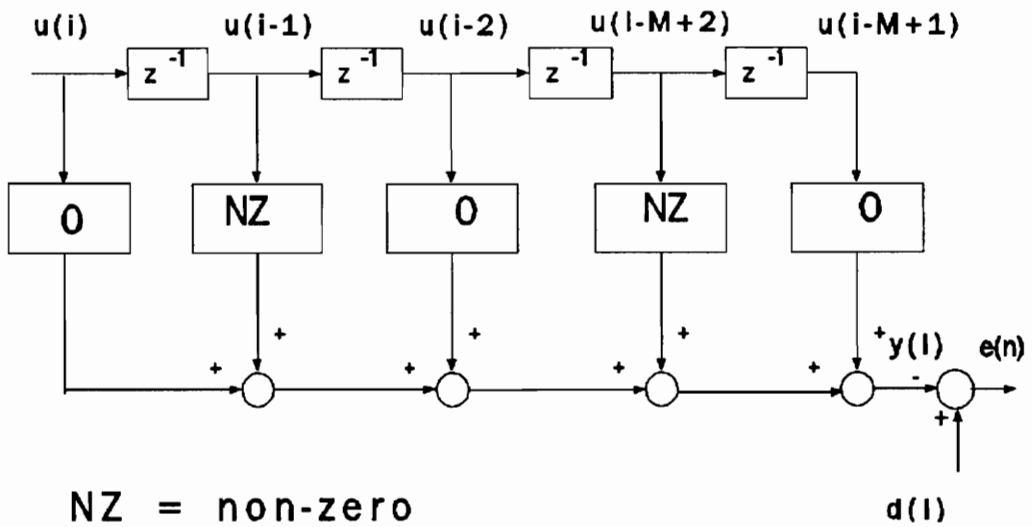 u(i) u(i-1) u(i-2) u(i-M+2) u(i-M+1)
z⁻¹ z⁻¹ z⁻¹ z⁻¹
0 NZ 0 NZ 0
+ + + +
+ + + + y(l) - e(n)
+
NZ = non-zero d(l)